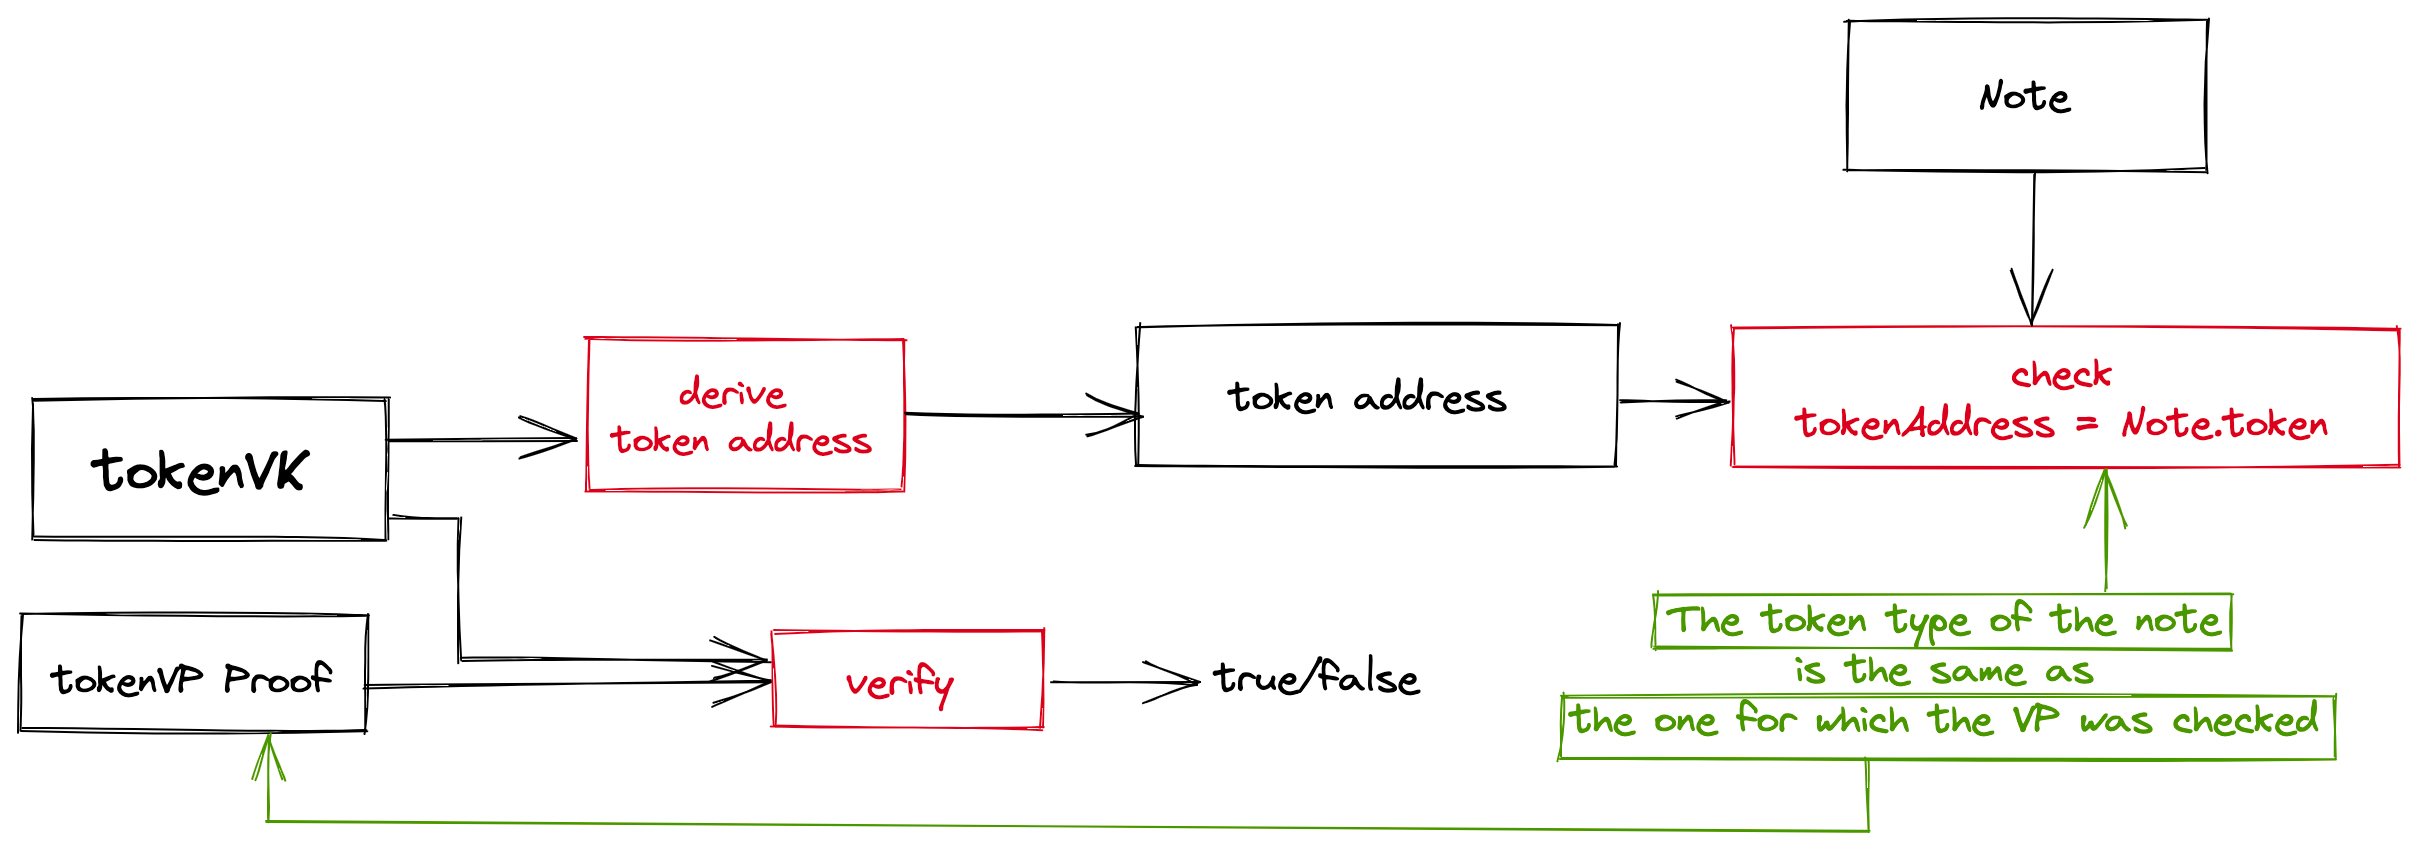 Note
check
tokenAddress = Note.token
derive
token address
token address
tokenVK
tokenVP Proof
verify
true/false
The token type of the note
is the same as
the one for which the VP was checked